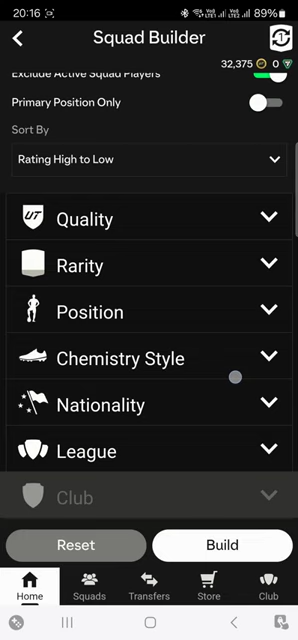 20:16 89%
Squad Builder
32,375 0
Exclude Active Squad Players
Primary Position Only
Sort By
Rating High to Low
UT Quality
Rarity
Position
Chemistry Style
Nationality
League
Club
Reset Build
Home Squads Transfers Store Club